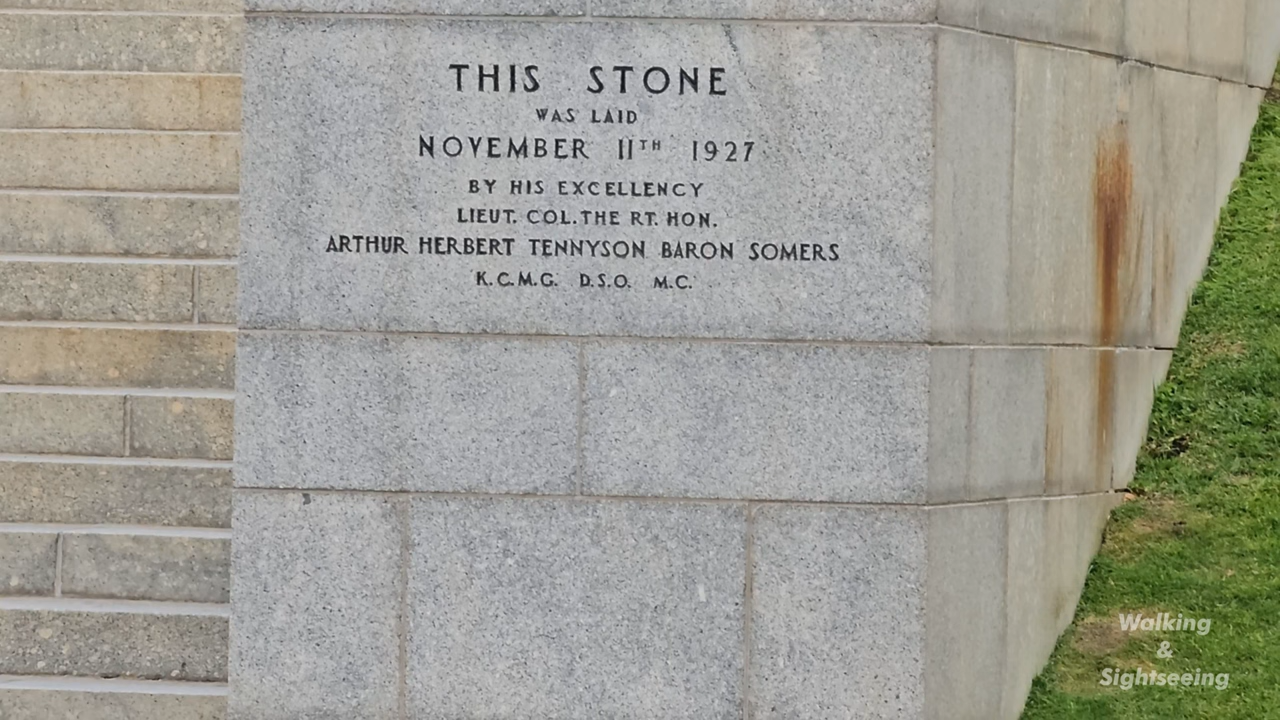 THIS STONE
WAS LAID
NOVEMBER 11TH 1927
BY HIS EXCELLENCY
LIEUT. COL. THE RT. HON.
ARTHUR HERBERT TENNYSON BARON SOMERS
K.C.M.G. D.S.O. M.C.
Walking
&
Sightseeing